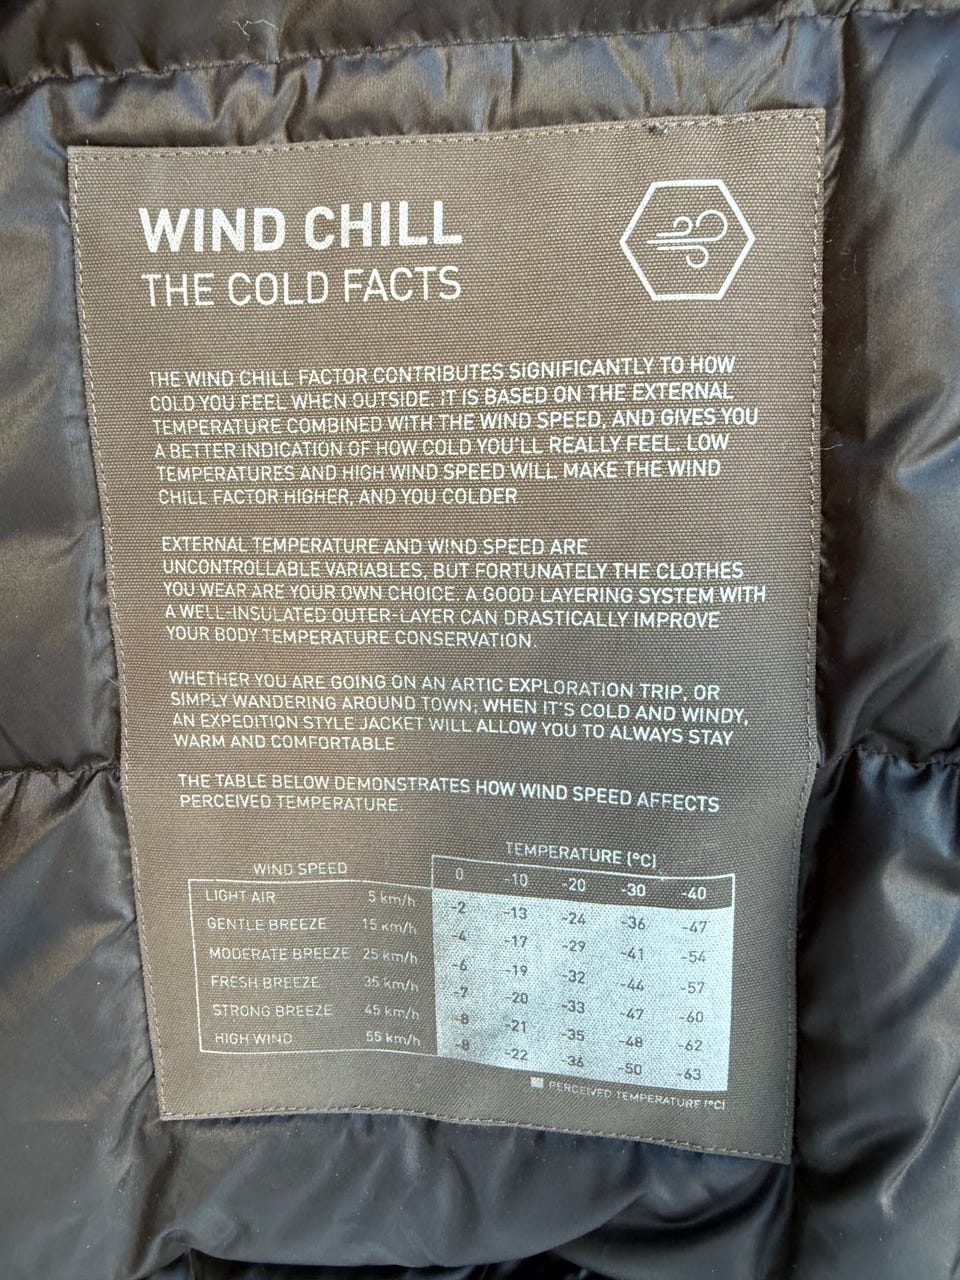 WIND CHILL
THE COLD FACTS
THE WIND CHILL FACTOR CONTRIBUTES SIGNIFICANTLY TO HOW
COLD YOU FEEL WHEN OUTSIDE. IT IS BASED ON THE EXTERNAL
TEMPERATURE COMBINED WITH THE WIND SPEED, AND GIVES YOU
A BETTER INDICATION OF HOW COLD YOU'LL REALLY FEEL. LOW
TEMPERATURES AND HIGH WIND SPEED WILL MAKE THE WIND
CHILL FACTOR HIGHER, AND YOU COLDER.
EXTERNAL TEMPERATURE AND WIND SPEED ARE
UNCONTROLLABLE VARIABLES, BUT FORTUNATELY THE CLOTHES
YOU WEAR ARE YOUR OWN CHOICE. A GOOD LAYERING SYSTEM WITH
A WELL-INSULATED OUTER-LAYER CAN DRASTICALLY IMPROVE
YOUR BODY TEMPERATURE CONSERVATION.
WHETHER YOU ARE GOING ON AN ARTIC EXPLORATION TRIP, OR
SIMPLY WANDERING AROUND TOWN, WHEN IT'S COLD AND WINDY,
AN EXPEDITION STYLE JACKET WILL ALLOW YOU TO ALWAYS STAY
WARM AND COMFORTABLE.
THE TABLE BELOW DEMONSTRATES HOW WIND SPEED AFFECTS
PERCEIVED TEMPERATURE.
TEMPERATURE (°C)
WIND SPEED 0 -10 -20 -30 -40
LIGHT AIR 5 km/h -2 -13 -24 -36 -47
GENTLE BREEZE 15 km/h -4 -17 -29 -41 -54
MODERATE BREEZE 25 km/h -6 -19 -32 -44 -57
FRESH BREEZE 35 km/h -7 -20 -33 -47 -60
STRONG BREEZE 45 km/h -8 -21 -35 -48 -62
HIGH WIND 55 km/h -8 -22 -36 -50 -63
PERCEIVED TEMPERATURE (°C)